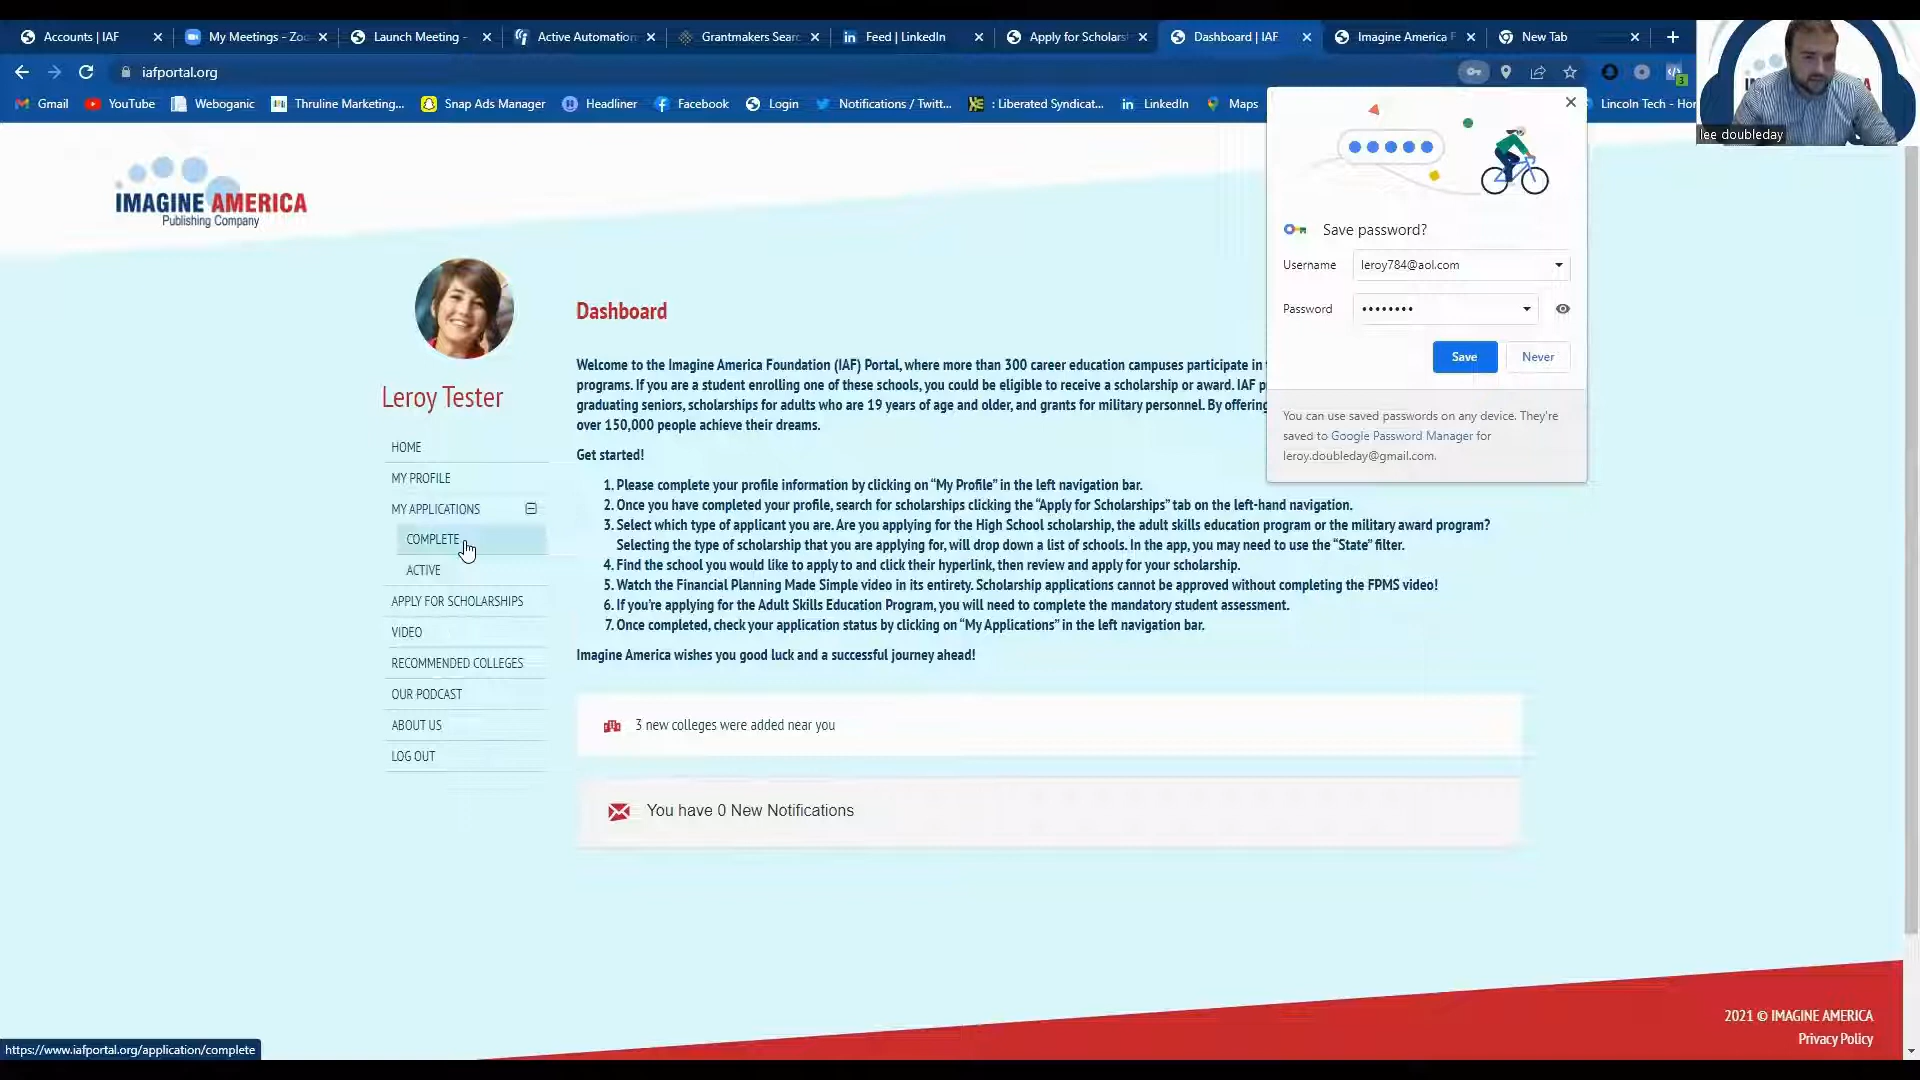 Accounts | IAF
My Meetings - Zoo
Launch Meeting -
Active Automation
Grantmakers Sear
Feed | LinkedIn
Apply for Scholars
Dashboard | IAF
Imagine America F
New Tab
iafportal.org
Gmail
YouTube
Weboganic
Thruline Marketing...
Snap Ads Manager
Headliner
Facebook
Login
Notifications / Twitt...
: Liberated Syndicat...
LinkedIn
Maps
Lincoln Tech - Hor
3
lee doubleday
IMAGINE AMERICA
Publishing Company
Leroy Tester
HOME
MY PROFILE
MY APPLICATIONS
COMPLETE
ACTIVE
APPLY FOR SCHOLARSHIPS
VIDEO
RECOMMENDED COLLEGES
OUR PODCAST
ABOUT US
LOG OUT
Dashboard
Welcome to the Imagine America Foundation (IAF) Portal, where more than 300 career education campuses participate in
programs. If you are a student enrolling one of these schools, you could be eligible to receive a scholarship or award. IAF p
graduating seniors, scholarships for adults who are 19 years of age and older, and grants for military personnel. By offering
over 150,000 people achieve their dreams.
Get started!
1. Please complete your profile information by clicking on “My Profile” in the left navigation bar.
2. Once you have completed your profile, search for scholarships clicking the “Apply for Scholarships” tab on the left-hand navigation.
3. Select which type of applicant you are. Are you applying for the High School scholarship, the adult skills education program or the military award program?
Selecting the type of scholarship that you are applying for, will drop down a list of schools. In the app, you may need to use the “State” filter.
4. Find the school you would like to apply to and click their hyperlink, then review and apply for your scholarship.
5. Watch the Financial Planning Made Simple video in its entirety. Scholarship applications cannot be approved without completing the FPMS video!
6. If you’re applying for the Adult Skills Education Program, you will need to complete the mandatory student assessment.
7. Once completed, check your application status by clicking on “My Applications” in the left navigation bar.
Imagine America wishes you good luck and a successful journey ahead!
3 new colleges were added near you
You have 0 New Notifications
Save password?
Username
leroy784@aol.com
Password
••••••••
Save
Never
You can use saved passwords on any device. They're
saved to Google Password Manager for
leroy.doubleday@gmail.com.
2021 © IMAGINE AMERICA
Privacy Policy
https://www.iafportal.org/application/complete